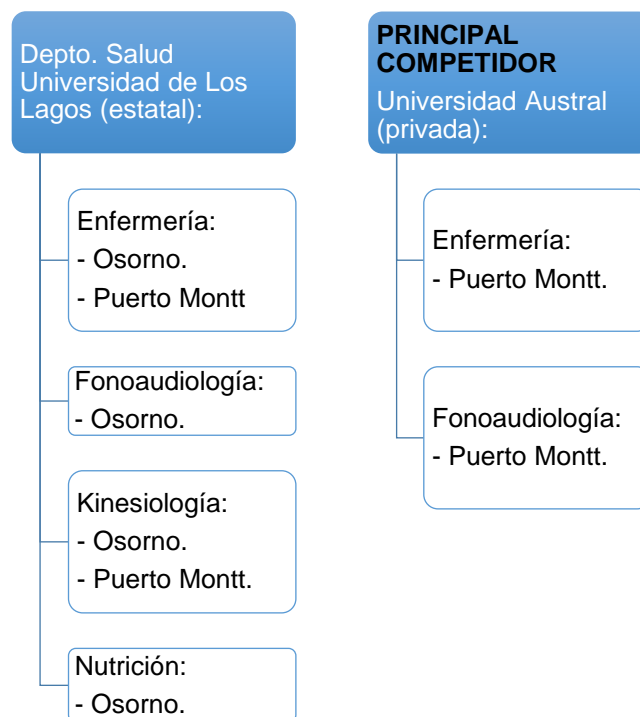 Depto. Salud
Universidad de Los
Lagos (estatal):
Enfermería:
- Osorno.
- Puerto Montt
Fonoaudiología:
- Osorno.
Kinesiología:
- Osorno.
- Puerto Montt.
Nutrición:
- Osorno.
PRINCIPAL
COMPETIDOR
Universidad Austral
(privada):
Enfermería:
- Puerto Montt.
Fonoaudiología:
- Puerto Montt.